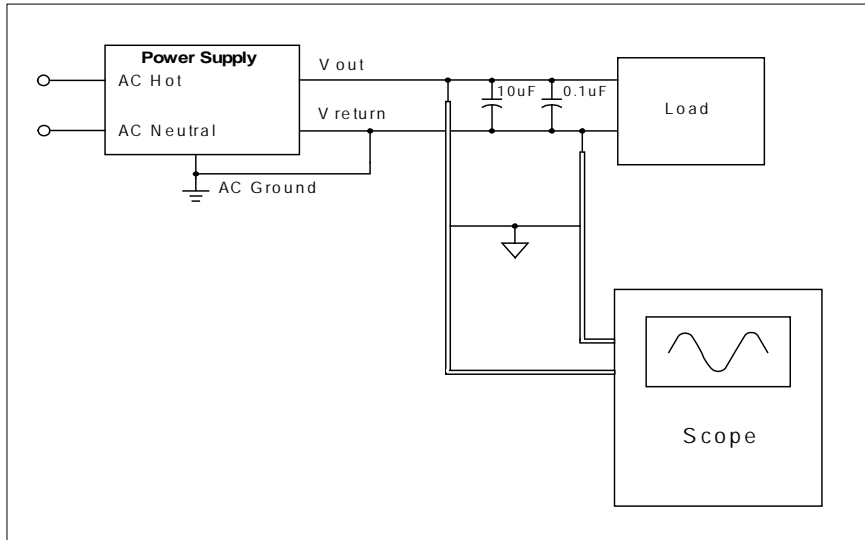 Power Supply
V out
AC Hot
10uF
0.1uF
Load
V return
AC Neutral
AC Ground
Scope